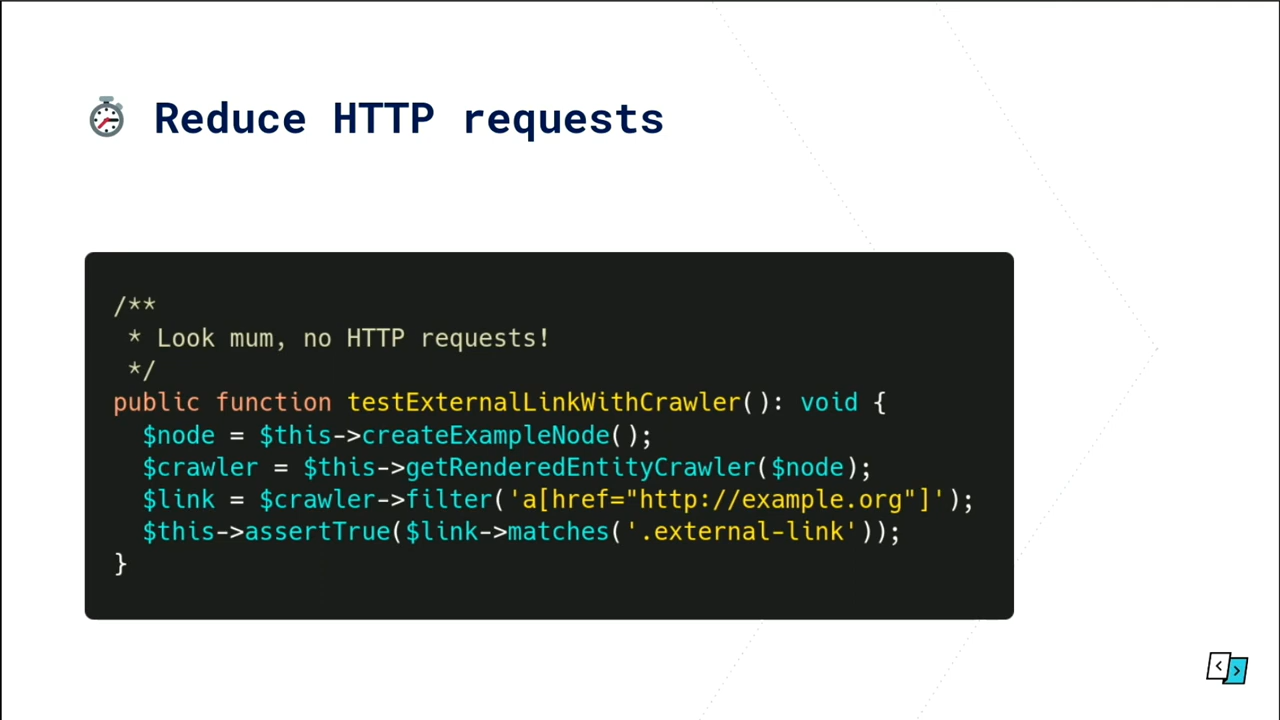 Reduce HTTP requests
/**
 * Look mum, no HTTP requests!
 */
public function testExternalLinkWithCrawler(): void {
  $node = $this->createExampleNode();
  $crawler = $this->getRenderedEntityCrawler($node);
  $link = $crawler->filter('a[href="http://example.org"]');
  $this->assertTrue($link->matches('.external-link'));
}